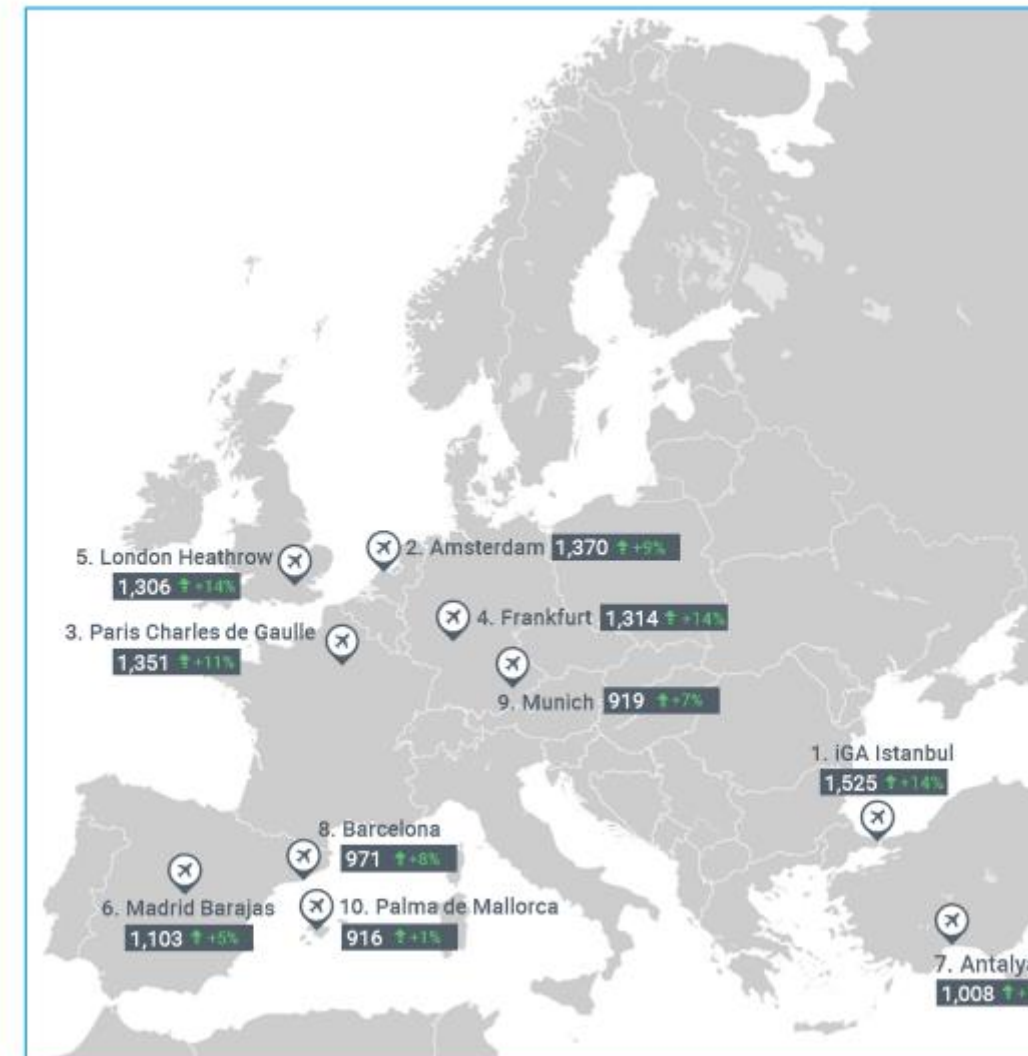 5. London Heathrow
1,306 +14%
2. Amsterdam 1,370 +9%
3. Paris Charles de Gaulle
1,351 +11%
4. Frankfurt 1,314 +14%
9. Munich 919 +7%
1. iGA Istanbul
1,525 +14%
8. Barcelona
971 +8%
6. Madrid Barajas
1,103 +5%
10. Palma de Mallorca
916 +1%
7. Antalya
1,008 +